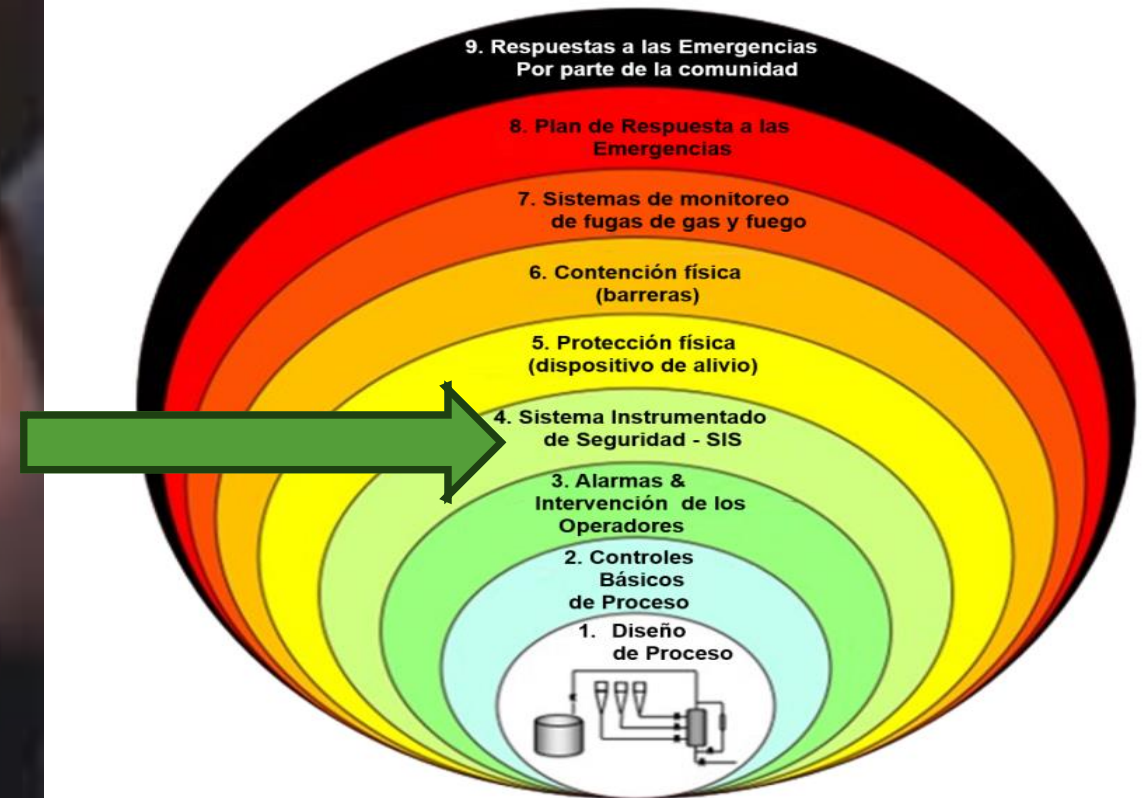 9. Respuestas a las Emergencias
Por parte de la comunidad
8. Plan de Respuesta a las
Emergencias
7. Sistemas de monitoreo
de fugas de gas y fuego
6. Contención física
(barreras)
5. Protección física
(dispositivo de alivio)
4. Sistema Instrumentado
de Seguridad - SIS
3. Alarmas &
Intervención de los
Operadores
2. Controles
Básicos
de Proceso
1. Diseño
de Proceso